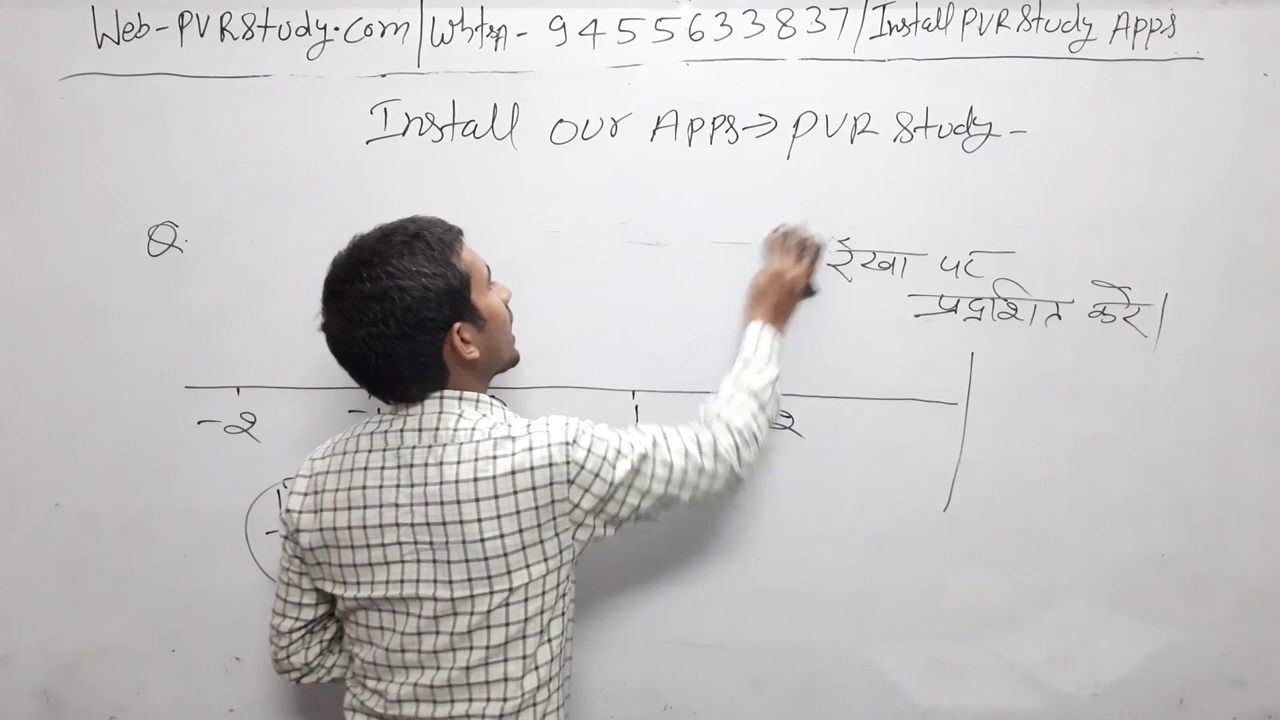 Web-PVRStudy.com/Whtsp - 9455633837/Install PVR Study Apps
Install our Apps → PVR Study -
Q.
रेखा पर
प्रदर्शित करें।
-2 1 2